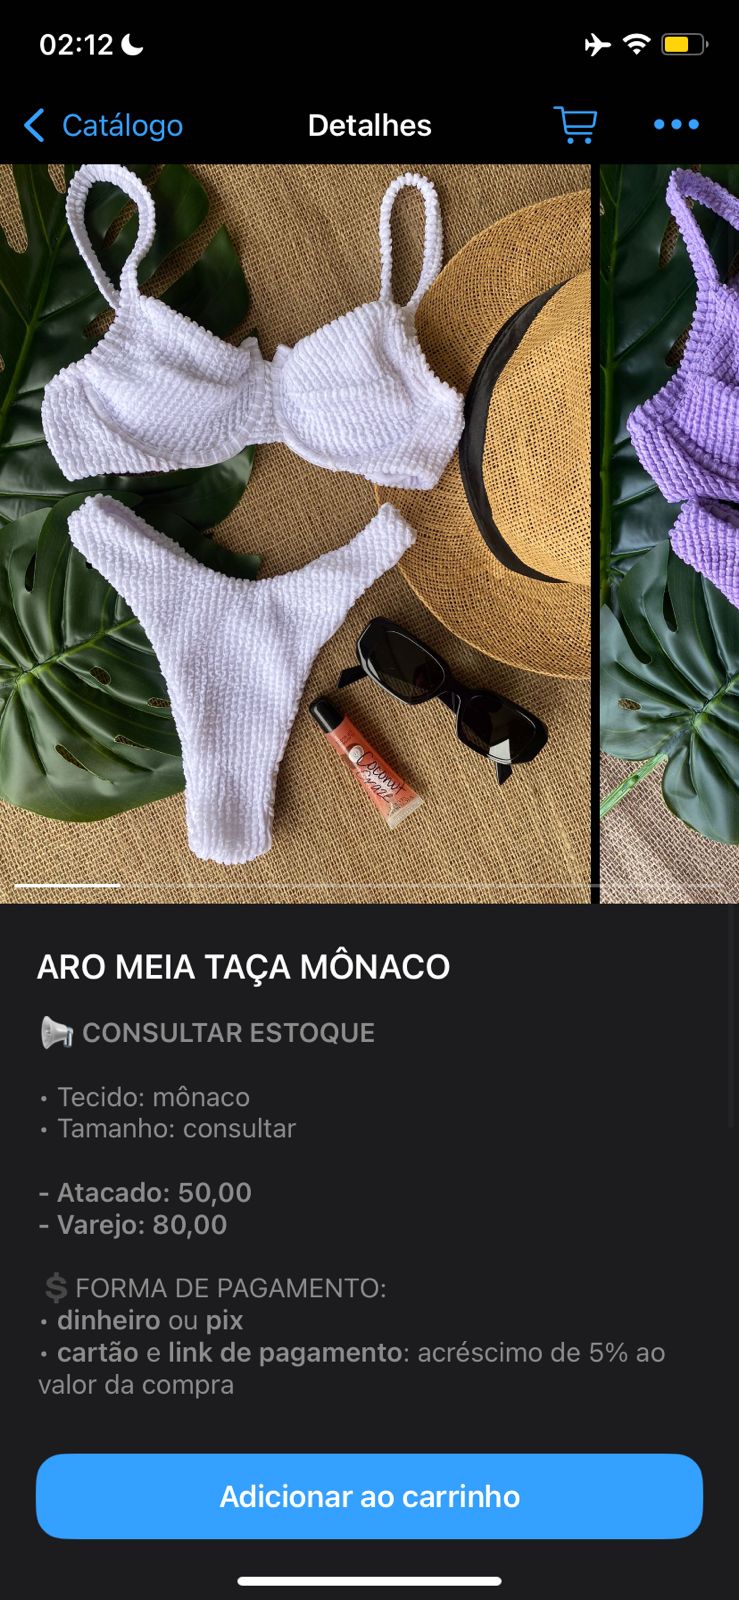 02:12
Catálogo
Detalhes
Coconut
ARO MEIA TAÇA MÔNACO
CONSULTAR ESTOQUE
• Tecido: mônaco
• Tamanho: consultar
- Atacado: 50,00
- Varejo: 80,00
FORMA DE PAGAMENTO:
• dinheiro ou pix
• cartão e link de pagamento: acréscimo de 5% ao
valor da compra
Adicionar ao carrinho